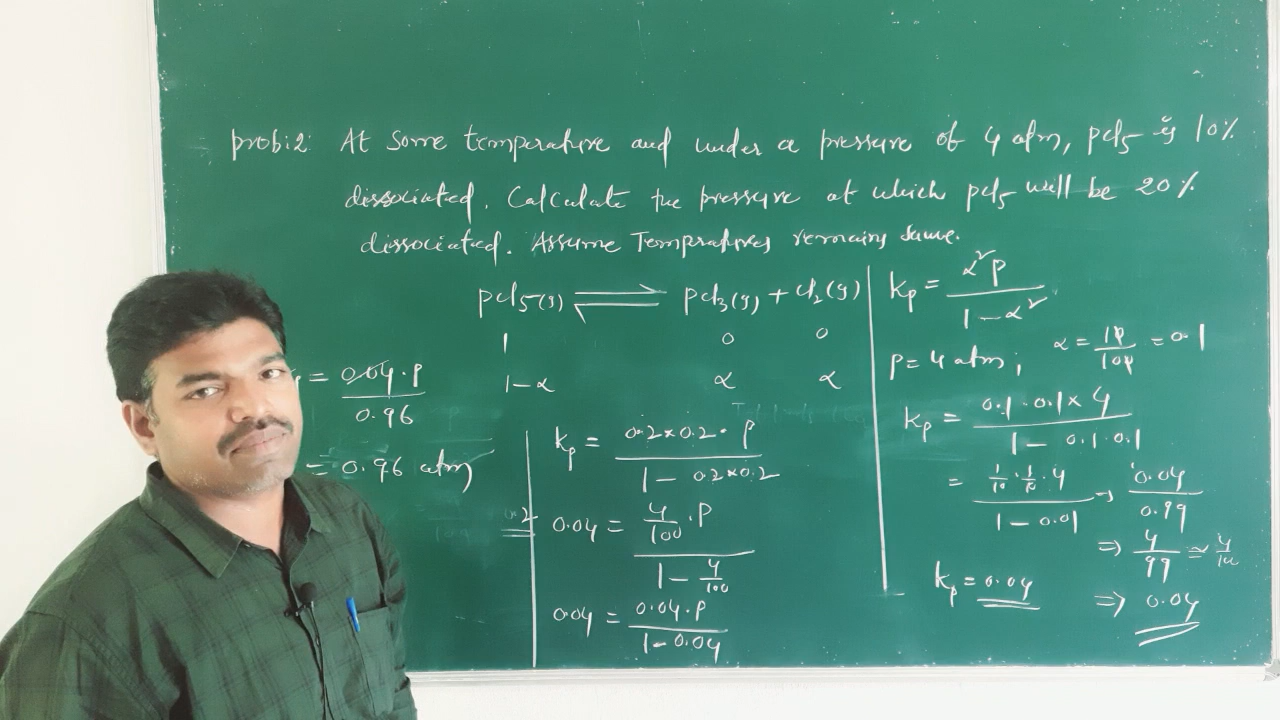 prob:2: At some temperature and under a pressure of 4 atm, pcl5 is 10%
dissociated. Calculate the pressure at which pcl5 will be 20%
dissociated. Assume Tempratures remains same.
pcl5(g) ⇌ pcl3(g) + cl2(g)
1 0 0
1-α α α
kp = α²p / 1-α²
p = 4 atm; α = 10/100 = 0.1
kp = 0.1·0.1×4 / 1-0.1·0.1
= 1/10·1/10·4 / 1-0.01 → 0.04/0.99
⇒ 4/99 ≃
kp = 0.04 ⇒ 0.04
kp = 0.2×0.2·p / 1-0.2×0.2
0.04 = 4/100·p / 1-4/100
0.04 = 0.04·p / 1-0.04
= 0.04·p / 0.96
= 0.96 atm